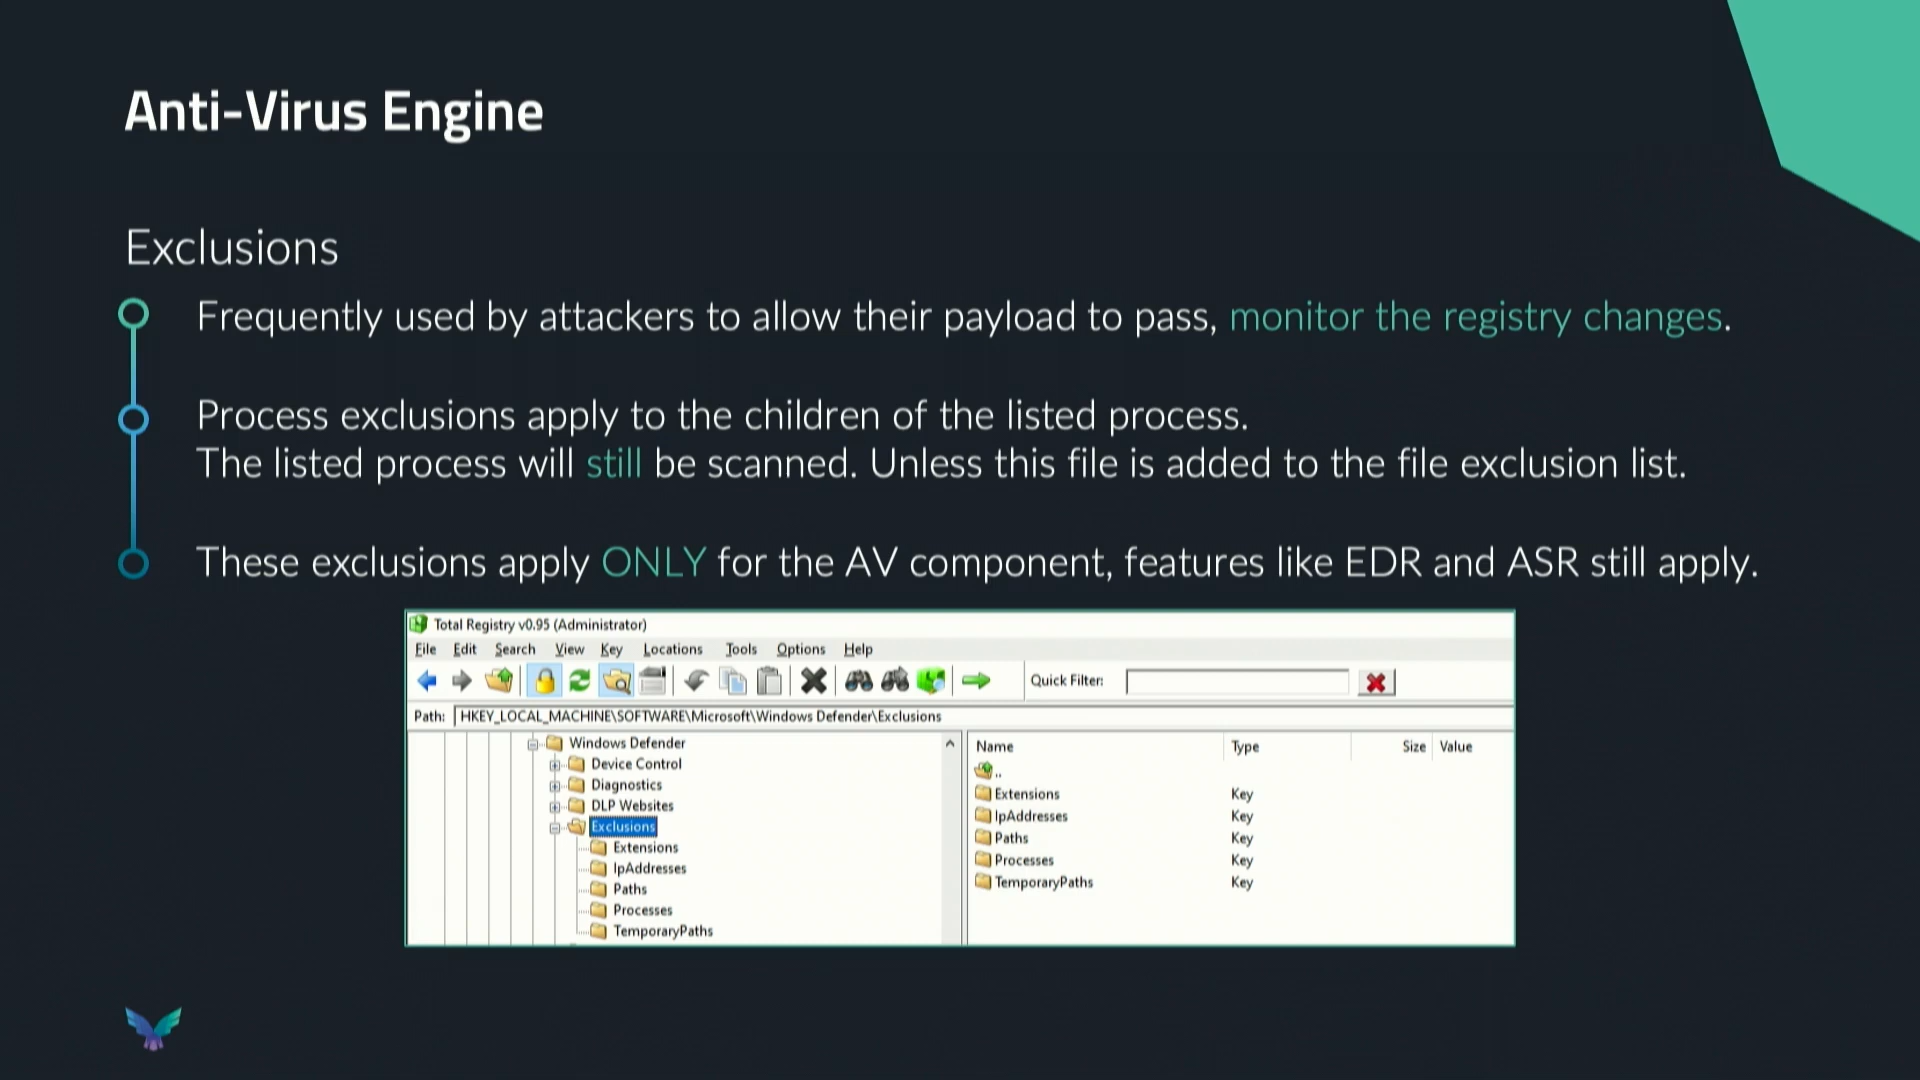 Anti-Virus Engine
Exclusions
Frequently used by attackers to allow their payload to pass, monitor the registry changes.
Process exclusions apply to the children of the listed process.
The listed process will still be scanned. Unless this file is added to the file exclusion list.
These exclusions apply ONLY for the AV component, features like EDR and ASR still apply.
Total Registry v0.95 (Administrator)
File Edit Search View Key Locations Tools Options Help
Quick Filter:
Path: HKEY_LOCAL_MACHINE\SOFTWARE\Microsoft\Windows Defender\Exclusions
Windows Defender
Device Control
Diagnostics
DLP Websites
Exclusions
Extensions
IpAddresses
Paths
Processes
TemporaryPaths
Name Type Size Value
..
Extensions Key
IpAddresses Key
Paths Key
Processes Key
TemporaryPaths Key